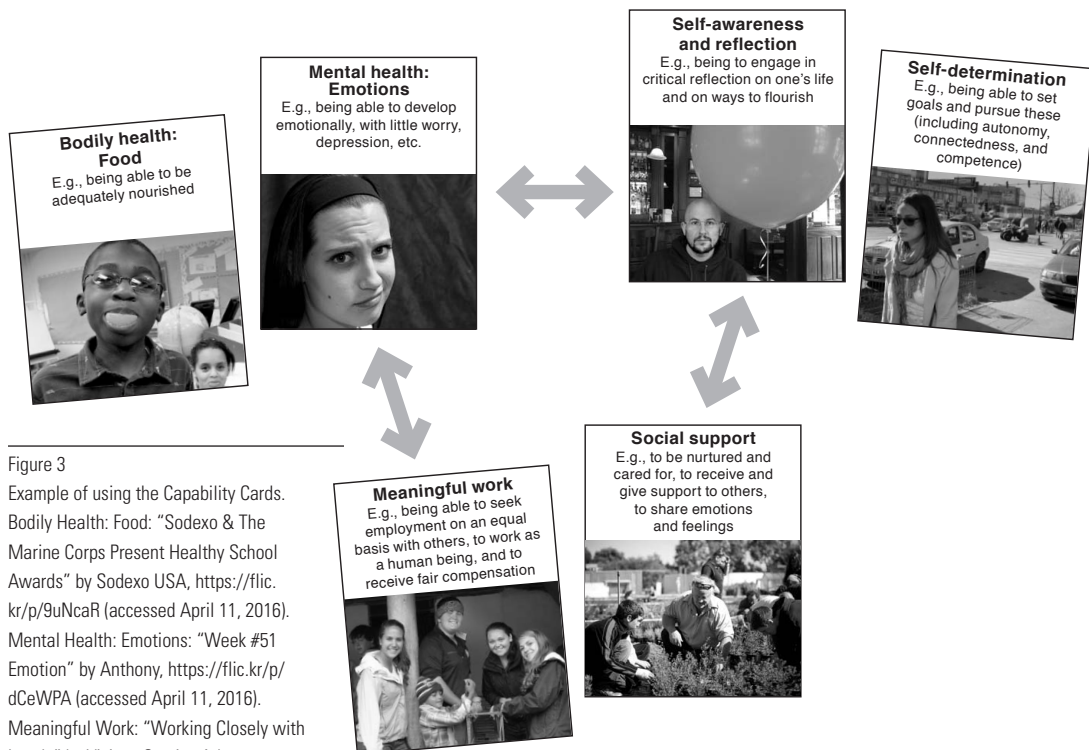 Bodily health:
Food
E.g., being able to be
adequately nourished
Mental health:
Emotions
E.g., being able to develop
emotionally, with little worry,
depression, etc.
Self-awareness
and reflection
E.g., being to engage in
critical reflection on one's life
and on ways to flourish
Self-determination
E.g., being able to set
goals and pursue these
(including autonomy,
connectedness, and
competence)
Meaningful work
E.g., being able to seek
employment on an equal
basis with others, to work as
a human being, and to
receive fair compensation
Social support
E.g., to be nurtured and
cared for, to receive and
give support to others,
to share emotions
and feelings
Figure 3
Example of using the Capability Cards.
Bodily Health: Food: “Sodexo & The
Marine Corps Present Healthy School
Awards” by Sodexo USA, https://flic.
kr/p/9uNcaR (accessed April 11, 2016).
Mental Health: Emotions: “Week #51
Emotion” by Anthony, https://flic.kr/p/
dCeWPA (accessed April 11, 2016).
Meaningful Work: “Working Closely with